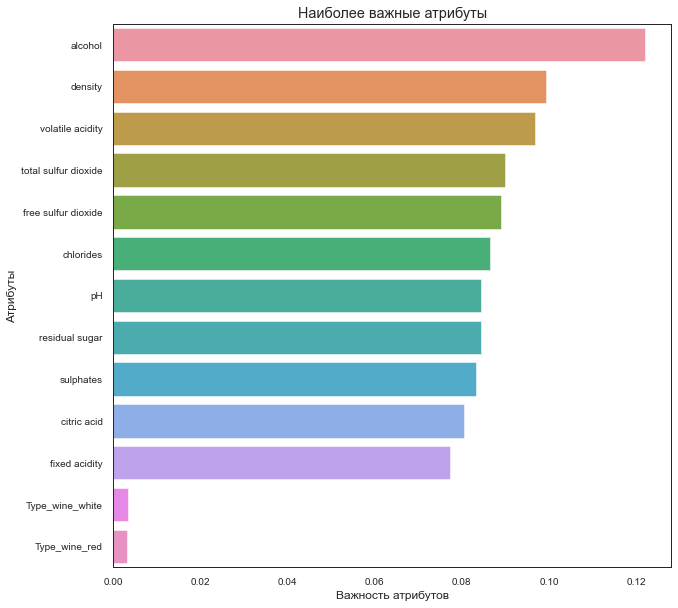 Наиболее важные атрибуты
alcohol
density
volatile acidity
total sulfur dioxide
free sulfur dioxide
chlorides
pH
residual sugar
sulphates
citric acid
fixed acidity
Type_wine_white
Type_wine_red
Атрибуты
0.00 0.02 0.04 0.06 0.08 0.10 0.12
Важность атрибутов